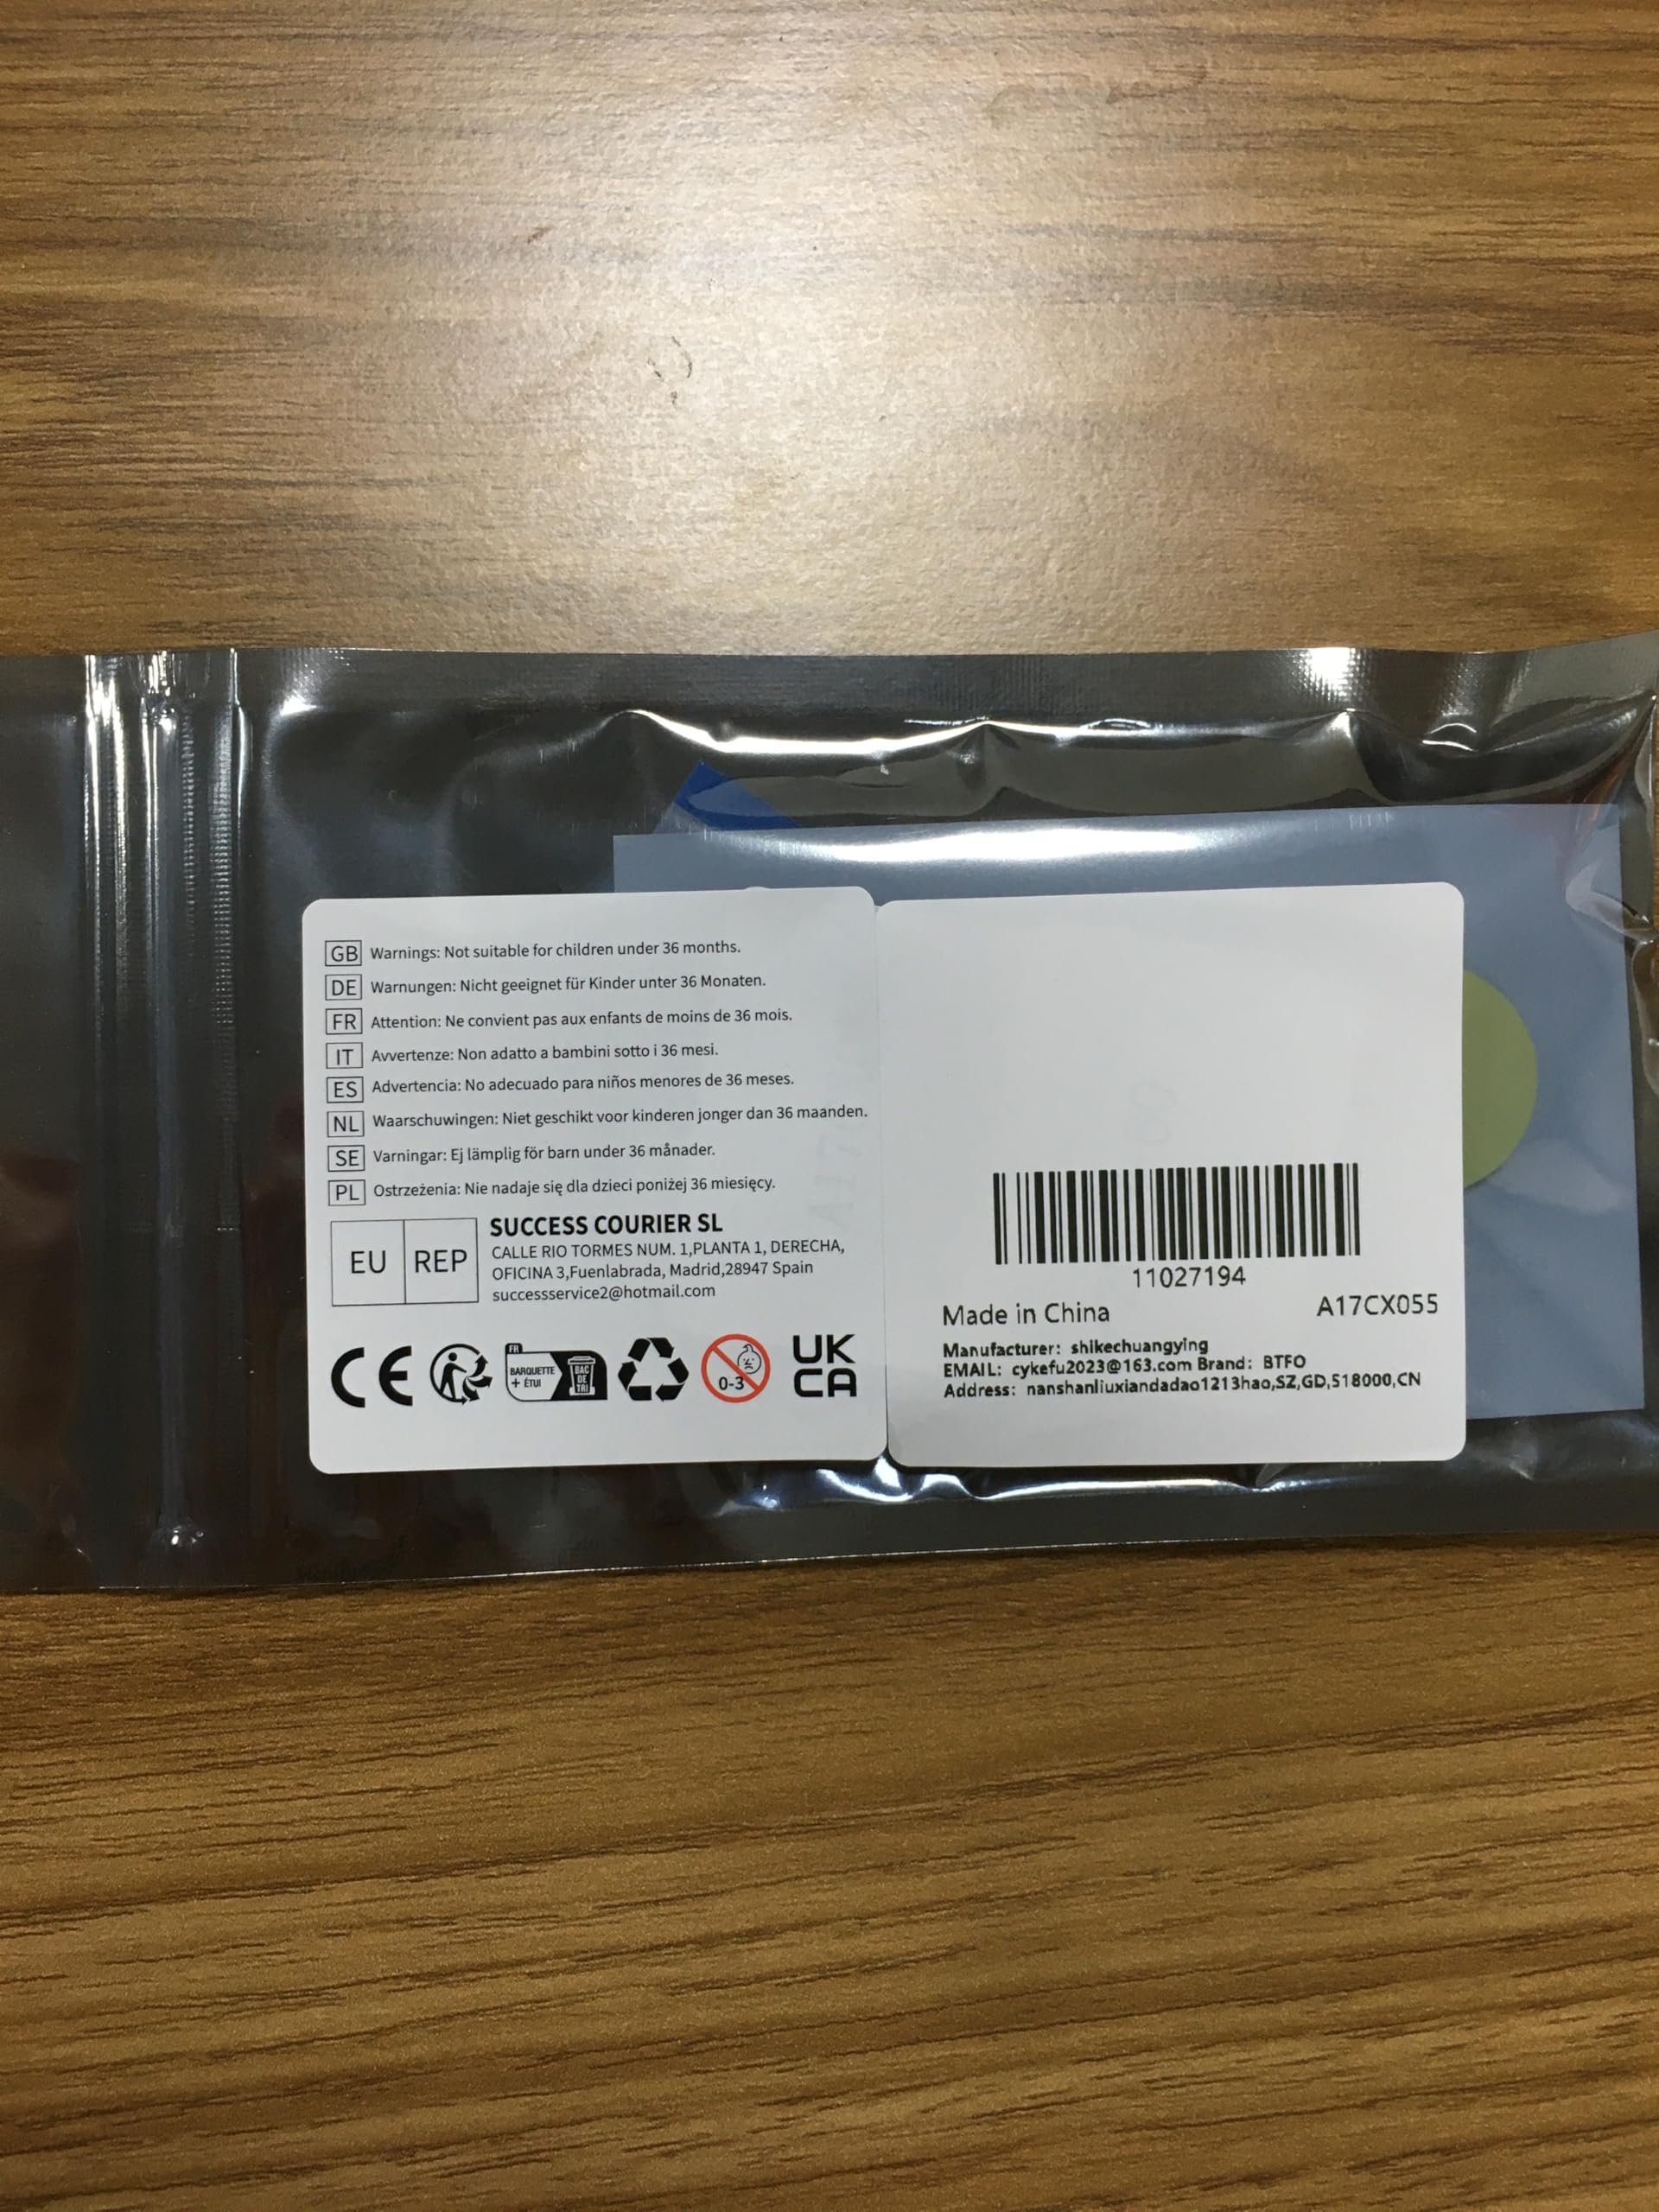 GB Warnings: Not suitable for children under 36 months.
DE Warnungen: Nicht geeignet für Kinder unter 36 Monaten.
FR Attention: Ne convient pas aux enfants de moins de 36 mois.
IT Avvertenze: Non adatto a bambini sotto i 36 mesi.
ES Advertencia: No adecuado para niños menores de 36 meses.
NL Waarschuwingen: Niet geschikt voor kinderen jonger dan 36 maanden.
SE Varningar: Ej lämplig för barn under 36 månader.
PL Ostrzeżenia: Nie nadaje się dla dzieci poniżej 36 miesięcy.
EU REP
SUCCESS COURIER SL
CALLE RIO TORMES NUM. 1,PLANTA 1, DERECHA,
OFICINA 3,Fuenlabrada, Madrid,28947 Spain
successservice2@hotmail.com
CE
FR
BARQUETTE
+ ÉTUI
BAC
DE
TRI
0-3
UK
CA
11027194
Made in China A17CX055
Manufacturer: shikechuangying
EMAIL: cykefu2023@163.com Brand: BTFO
Address: nanshanliuxiandadao1213hao,SZ,GD,518000,CN